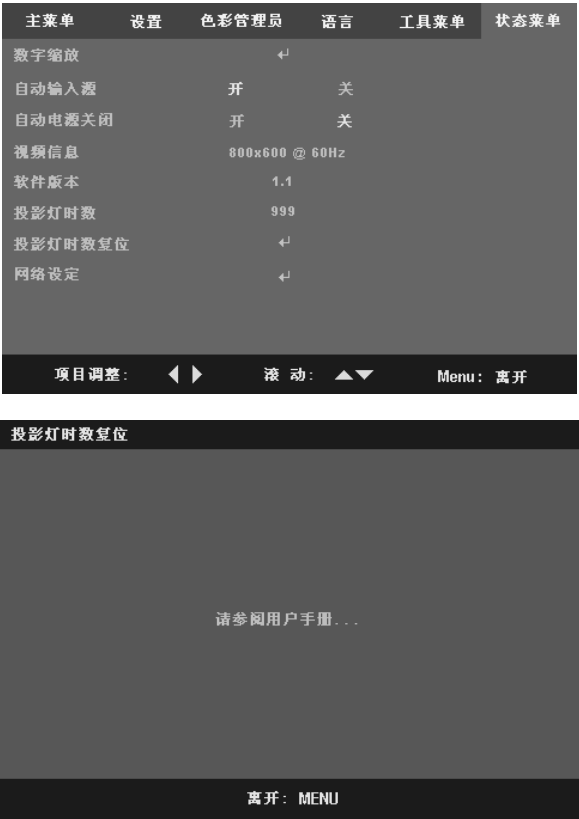 主菜单 设置 色彩管理员 语言 工具菜单 状态菜单
数字缩放 ↵
自动输入源 开 关
自动电源关闭 开 关
视频信息 800x600 @ 60Hz
软件版本 1.1
投影灯时数 999
投影灯时数复位 ↵
网络设定 ↵
项目调整: ◀ ▶ 滚 动: ▲▼ Menu: 离开
投影灯时数复位
请参阅用户手册...
离开: MENU